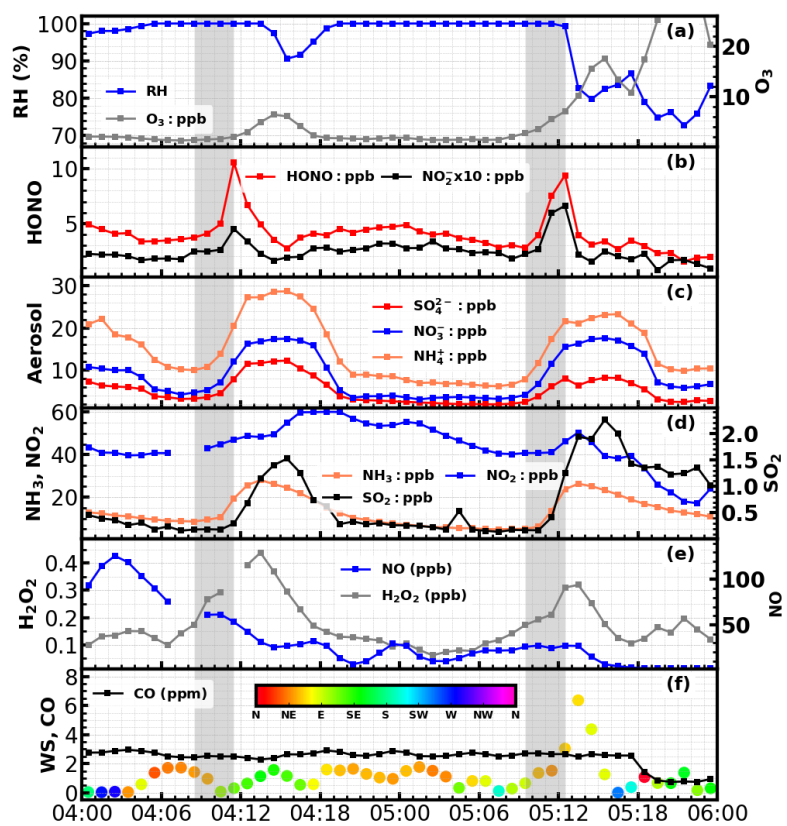 100
90
80
70
RH (%)
RH
O₃ : ppb
(a)
20
10
O₃
10
5
HONO
HONO : ppb
NO₂⁻x10 : ppb
(b)
30
20
10
0
Aerosol
SO₄²⁻ : ppb
NO₃⁻ : ppb
NH₄⁺ : ppb
(c)
60
40
20
NH₃, NO₂
NH₃ : ppb
NO₂ : ppb
SO₂ : ppb
(d)
2.0
1.5
1.0
0.5
SO₂
0.4
0.3
0.2
0.1
H₂O₂
NO (ppb)
H₂O₂ (ppb)
(e)
100
50
NO
8
6
4
2
0
WS, CO
CO (ppm)
N NE E SE S SW W NW N
(f)
04:00 04:06 04:12 04:18 05:00 05:06 05:12 05:18 06:00